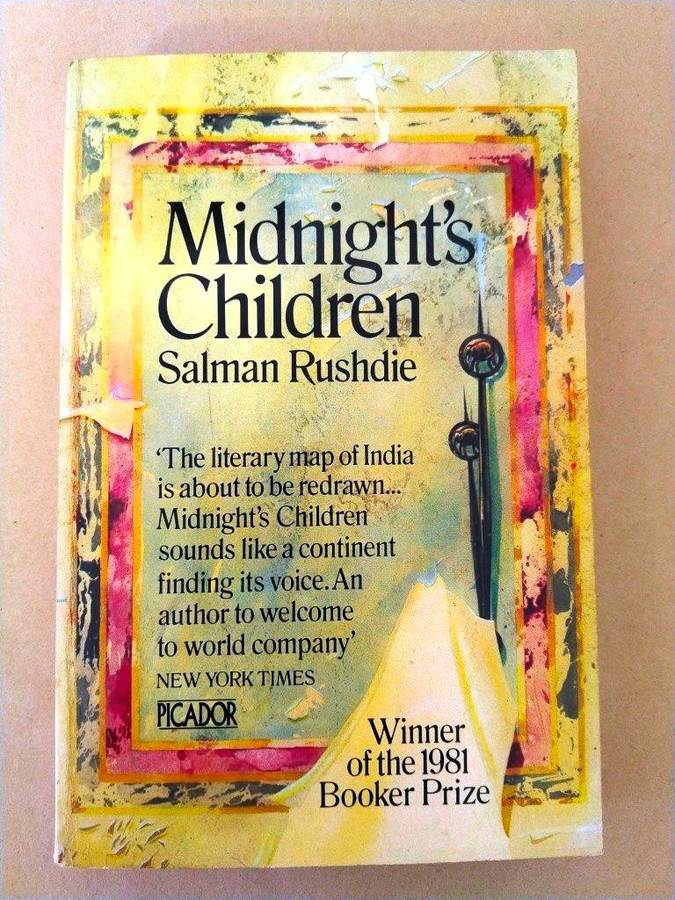 Midnight's
Children
Salman Rushdie
‘The literary map of India
is about to be redrawn...
Midnight's Children
sounds like a continent
finding its voice. An
author to welcome
to world company’
NEW YORK TIMES
PICADOR
Winner
of the 1981
Booker Prize